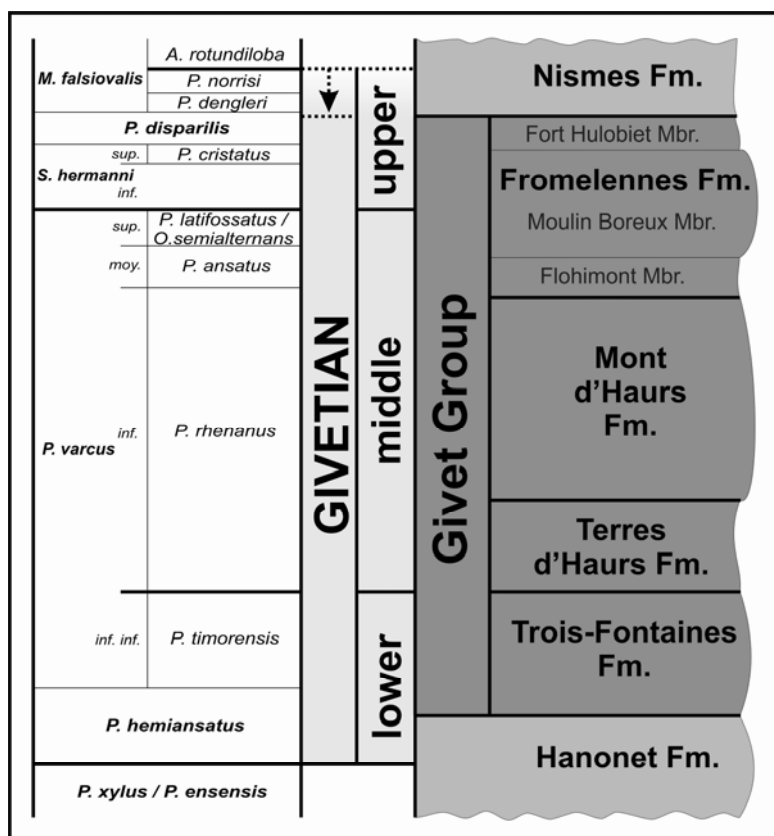 A. rotundiloba
M. falsiovalis
P. norrisi
P. dengleri
P. disparilis
sup.
P. cristatus
S. hermanni
inf.
sup.
P. latifossatus /
O.semialternans
moy.
P. ansatus
P. varcus
inf.
P. rhenanus
inf. inf.
P. timorensis
P. hemiansatus
P. xylus / P. ensensis
GIVETIAN
upper
middle
lower
Givet Group
Nismes Fm.
Fort Hulobiet Mbr.
Fromelennes Fm.
Moulin Boreux Mbr.
Flohimont Mbr.
Mont
d'Haurs
Fm.
Terres
d'Haurs Fm.
Trois-Fontaines
Fm.
Hanonet Fm.